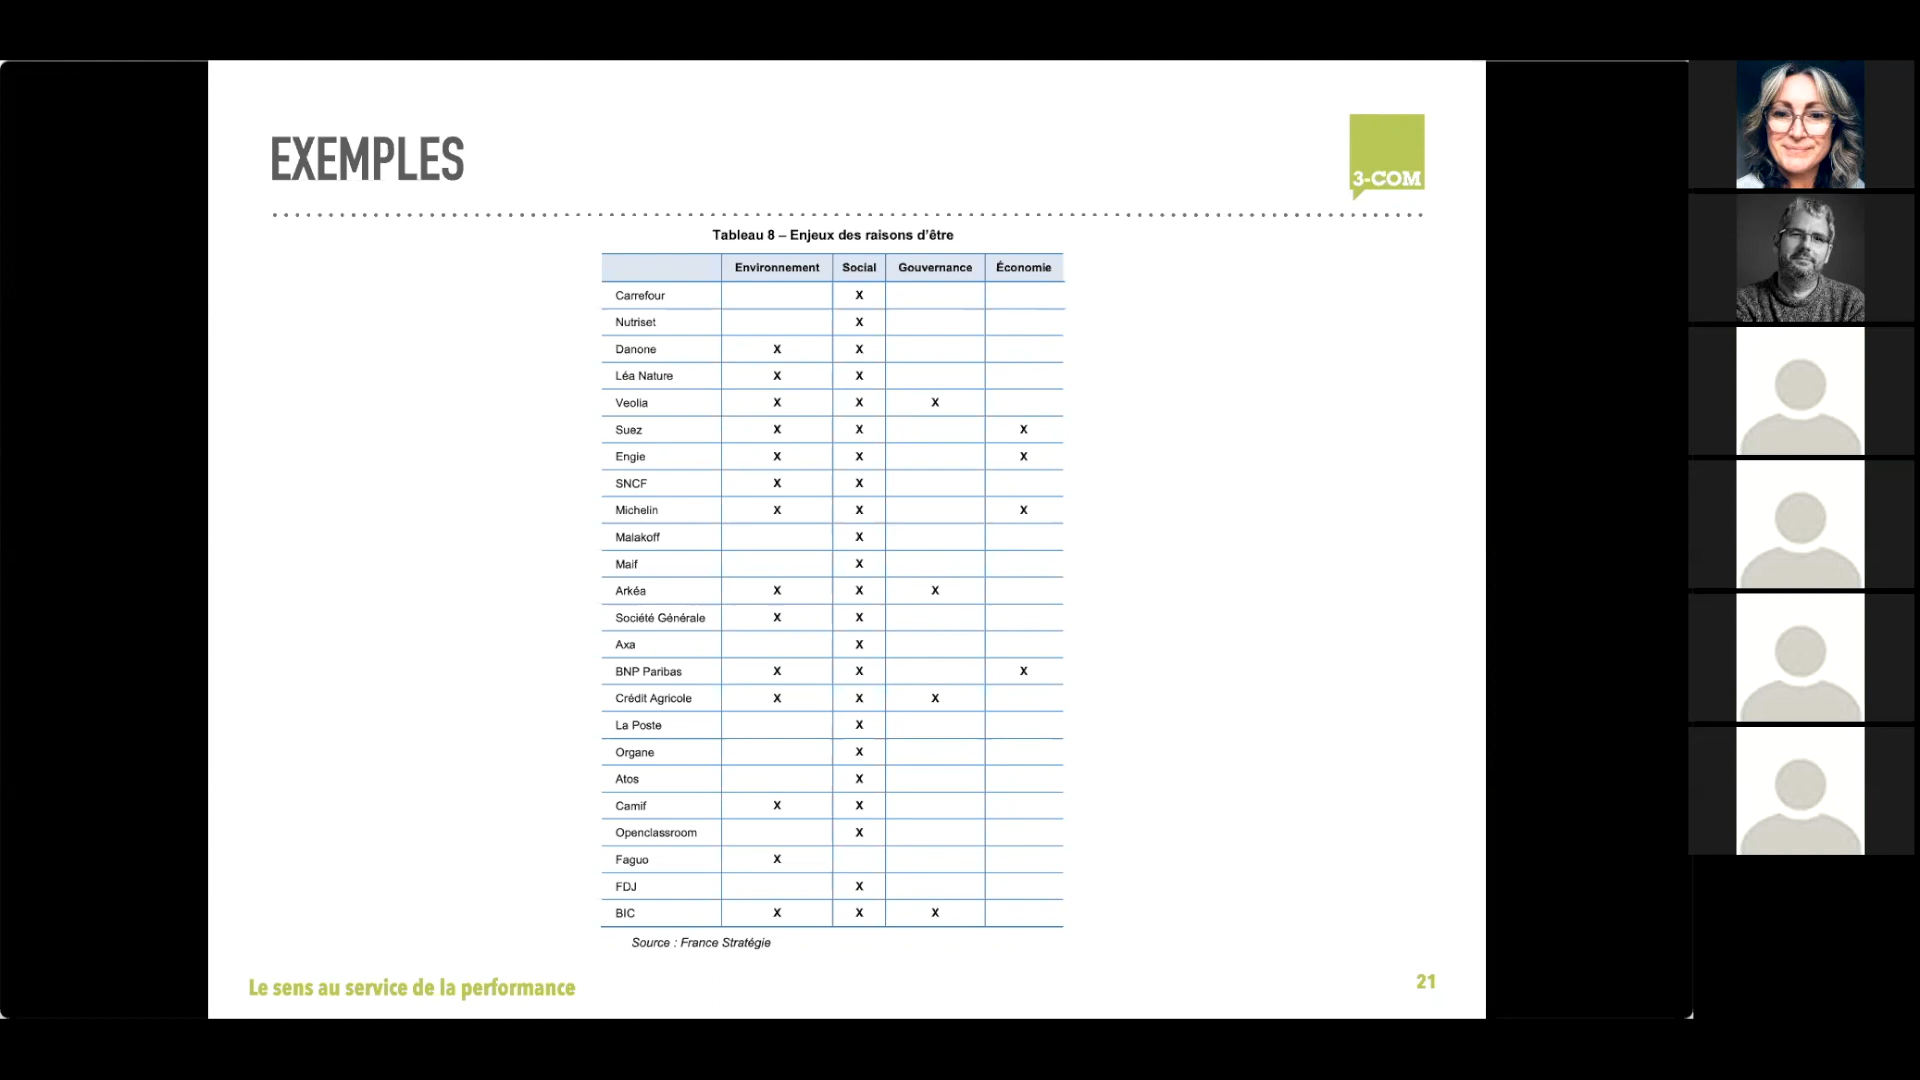 EXEMPLES
3-COM
Tableau 8 – Enjeux des raisons d'être
Environnement Social Gouvernance Économie
Carrefour X
Nutriset X
Danone X X
Léa Nature X X
Veolia X X X
Suez X X X
Engie X X X
SNCF X X
Michelin X X X
Malakoff X
Maif X
Arkéa X X X
Société Générale X X
Axa X
BNP Paribas X X X
Crédit Agricole X X X
La Poste X
Organe X
Atos X
Camif X X
Openclassroom X
Faguo X
FDJ X
BIC X X X
Source : France Stratégie
Le sens au service de la performance
21